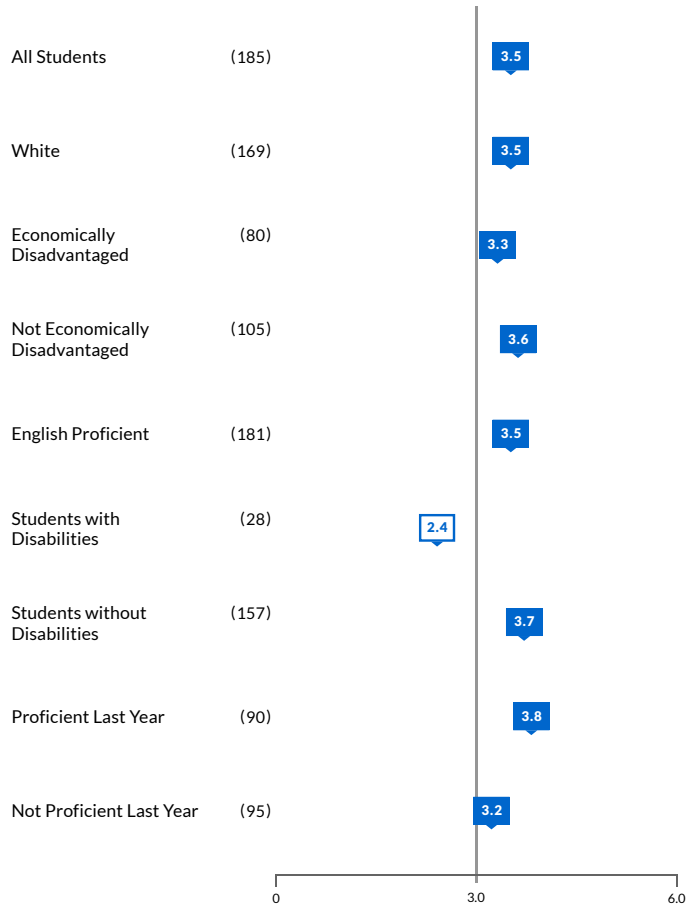 All Students (185) 3.5
White (169) 3.5
Economically (80)
Disadvantaged
3.3
Not Economically (105)
Disadvantaged
3.6
English Proficient (181) 3.5
Students with (28)
Disabilities
2.4
Students without (157)
Disabilities
3.7
Proficient Last Year (90) 3.8
Not Proficient Last Year (95) 3.2
0 3.0 6.0